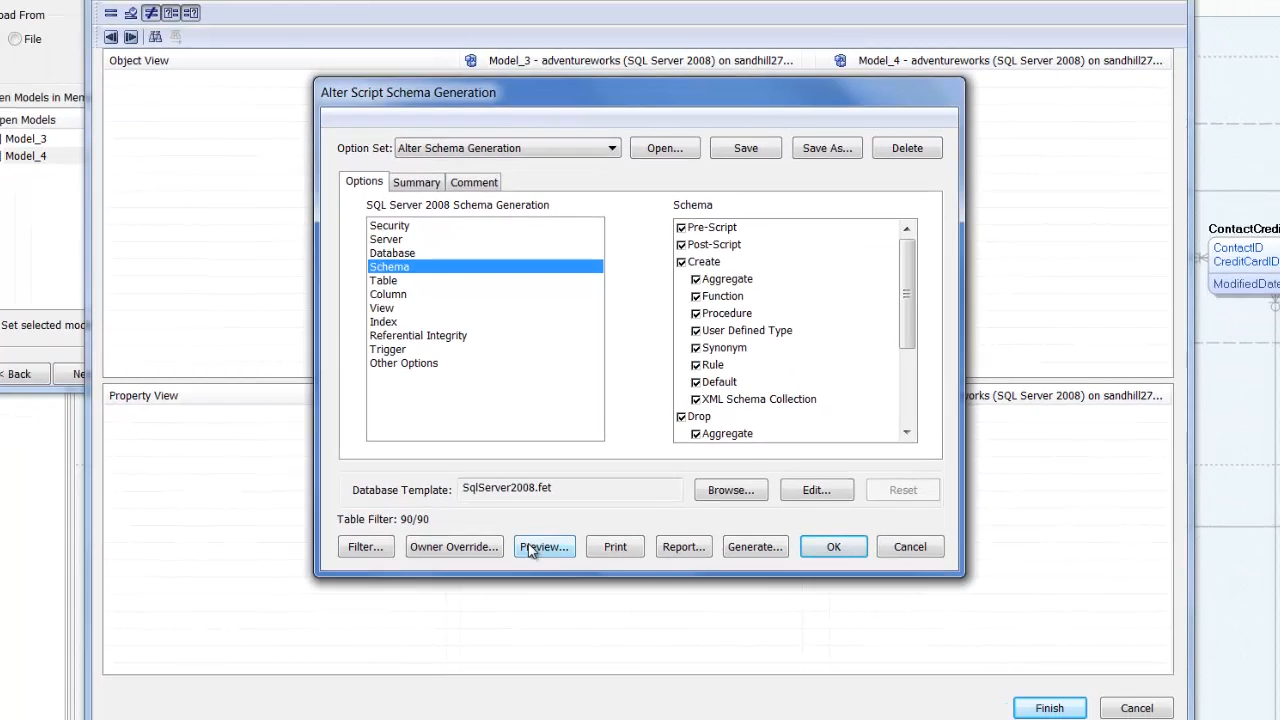 oad From
File
en Models in Mem
pen Models
Model_3
Model_4
Set selected mod
< Back
Ne
Object View
Model_3 - adventureworks (SQL Server 2008) on sandhill27...
Model_4 - adventureworks (SQL Server 2008) on sandhill27...
Alter Script Schema Generation
Option Set:
Alter Schema Generation
Open...
Save
Save As...
Delete
Options
Summary
Comment
SQL Server 2008 Schema Generation
Security
Server
Database
Schema
Table
Column
View
Index
Referential Integrity
Trigger
Other Options
Schema
Pre-Script
Post-Script
Create
Aggregate
Function
Procedure
User Defined Type
Synonym
Rule
Default
XML Schema Collection
Drop
Aggregate
Database Template:
SqlServer2008.fet
Browse...
Edit...
Reset
Table Filter: 90/90
Filter...
Owner Override...
Preview...
Print
Report...
Generate...
OK
Cancel
Property View
orks (SQL Server 2008) on sandhill27...
Finish
Cancel
ContactCredi
ContactID
CreditCardID
ModifiedDate